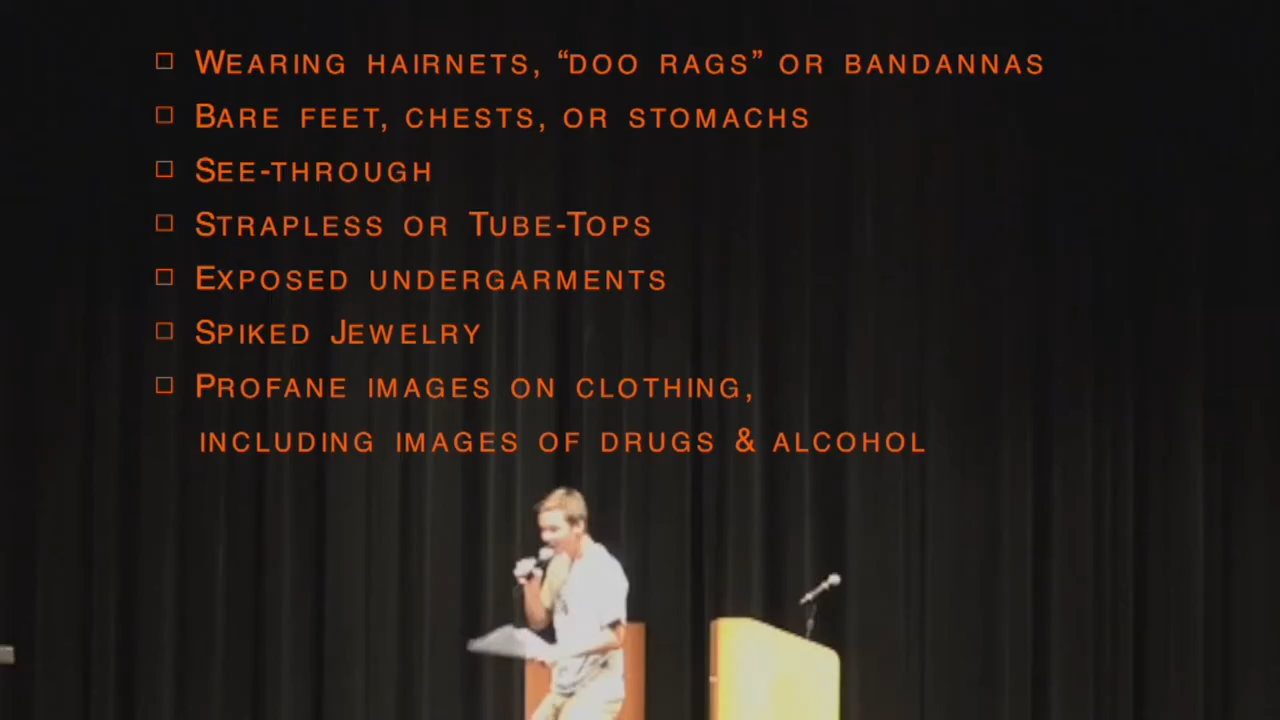 ☐ Wearing hairnets, “doo rags” or bandannas
☐ Bare feet, chests, or stomachs
☐ See-through
☐ Strapless or Tube-Tops
☐ Exposed undergarments
☐ Spiked Jewelry
☐ Profane images on clothing,
including images of drugs & alcohol